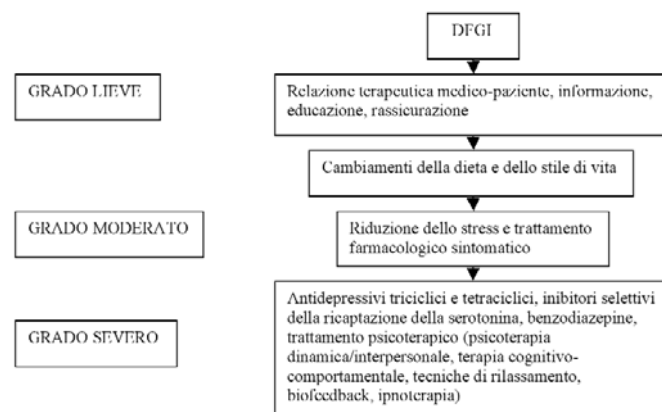 DFGI
GRADO LIEVE
Relazione terapeutica medico-paziente, informazione,
educazione, rassicurazione
Cambiamenti della dieta e dello stile di vita
GRADO MODERATO
Riduzione dello stress e trattamento
farmacologico sintomatico
GRADO SEVERO
Antidepressivi triciclici e tetraciclici, inibitori selettivi
della ricaptazione della serotonina, benzodiazepine,
trattamento psicoterapico (psicoterapia
dinamica/interpersonale, terapia cognitivo-
comportamentale, tecniche di rilassamento,
biofeedback, ipnoterapia)